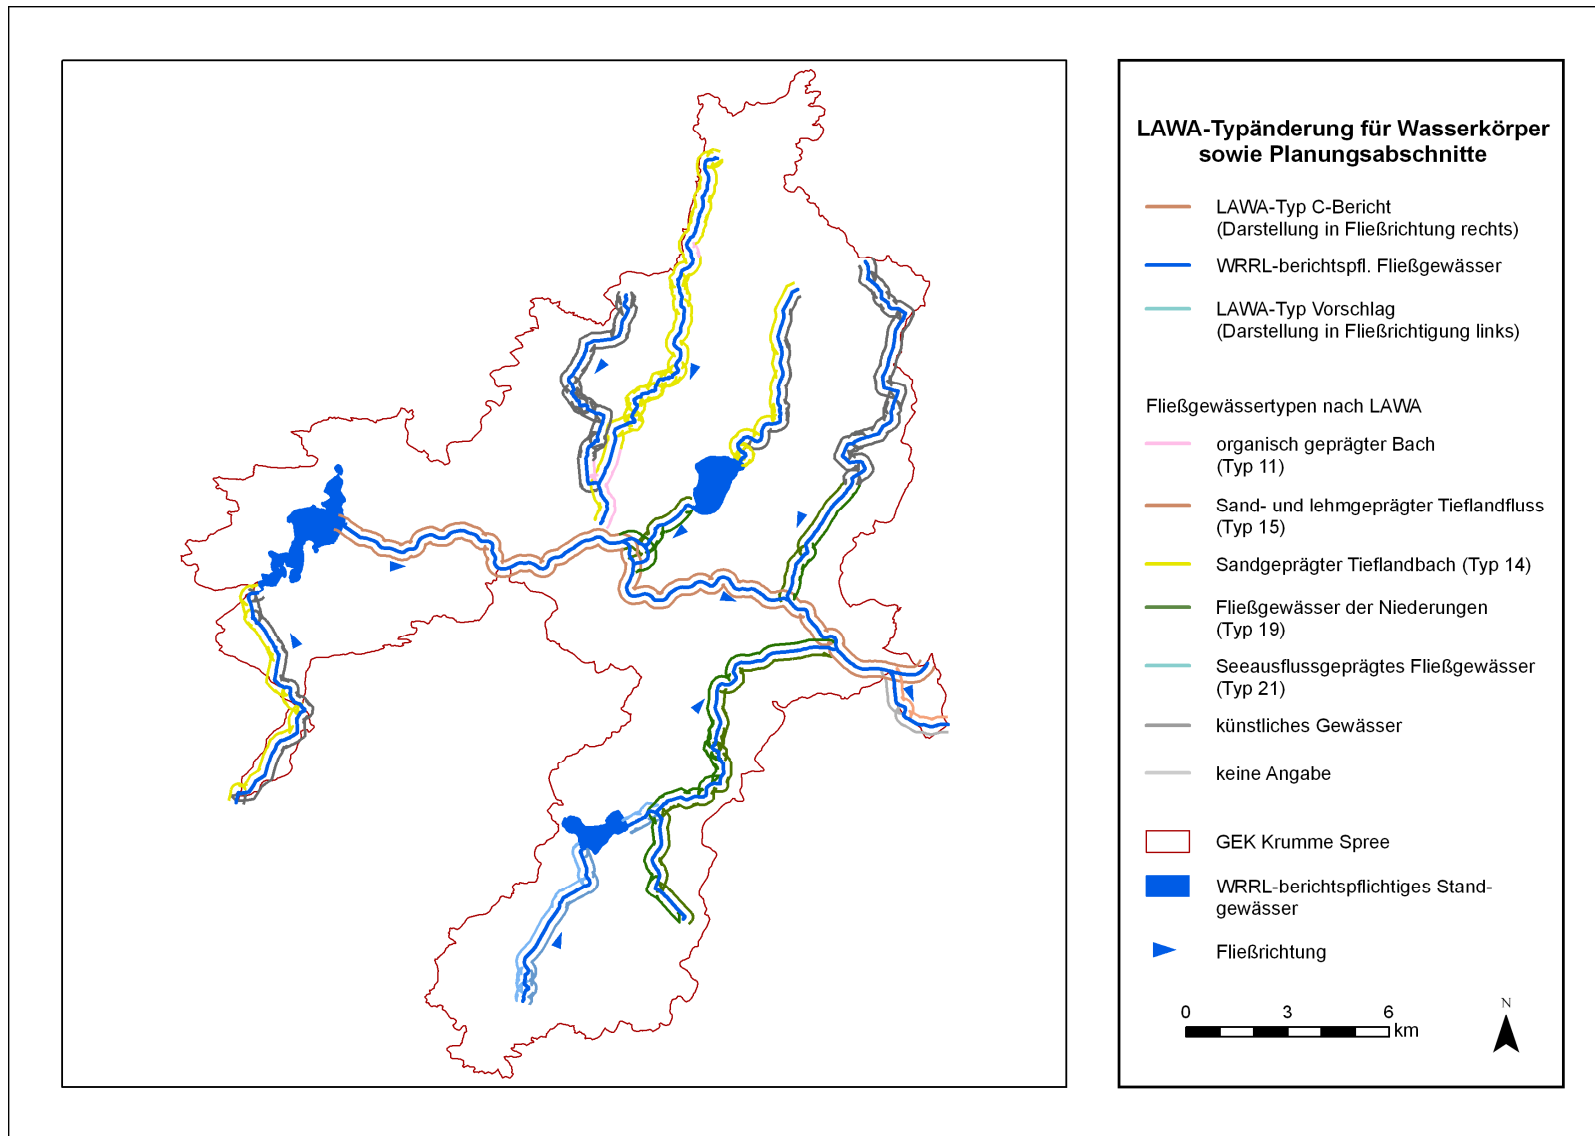 LAWA-Typänderung für Wasserkörper
sowie Planungsabschnitte
LAWA-Typ C-Bericht
(Darstellung in Fließrichtung rechts)
WRRL-berichtspfl. Fließgewässer
LAWA-Typ Vorschlag
(Darstellung in Fließrichtigung links)
Fließgewässertypen nach LAWA
organisch geprägter Bach
(Typ 11)
Sand- und lehmgeprägter Tieflandfluss
(Typ 15)
Sandgeprägter Tieflandbach (Typ 14)
Fließgewässer der Niederungen
(Typ 19)
Seeausflussgeprägtes Fließgewässer
(Typ 21)
künstliches Gewässer
keine Angabe
GEK Krumme Spree
WRRL-berichtspflichtiges Stand-
gewässer
Fließrichtung
0 3 6
km
N